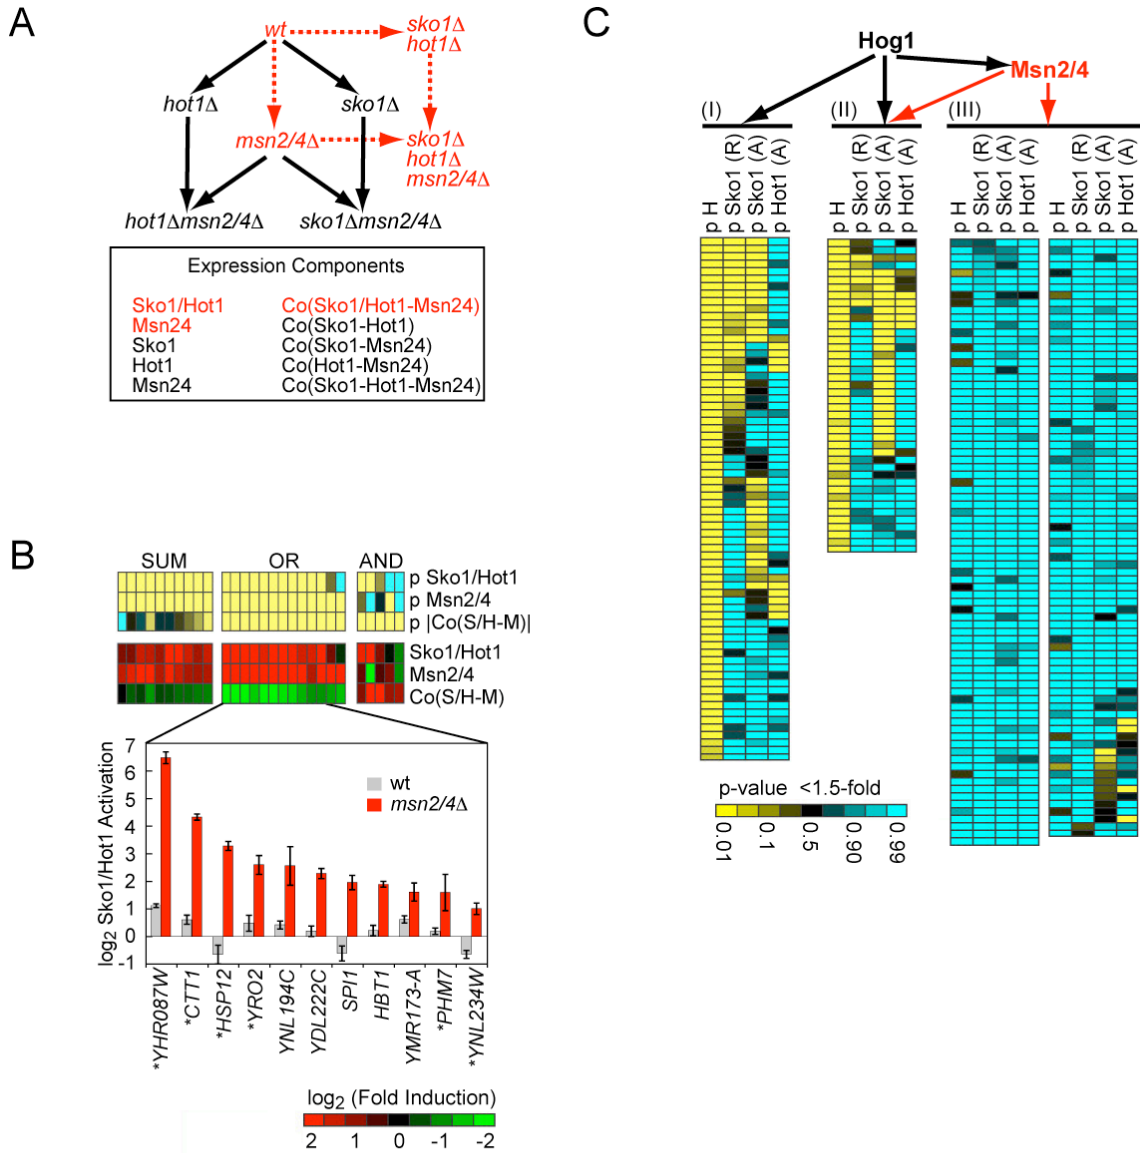 A
wt
sko1Δ
hot1Δ
hot1Δ
sko1Δ
msn2/4Δ
sko1Δ
hot1Δ
msn2/4Δ
hot1Δmsn2/4Δ
sko1Δmsn2/4Δ
Expression Components
Sko1/Hot1
Co(Sko1/Hot1-Msn24)
Msn24
Co(Sko1-Hot1)
Sko1
Co(Sko1-Msn24)
Hot1
Co(Hot1-Msn24)
Msn24
Co(Sko1-Hot1-Msn24)
B
SUM
OR
AND
p Sko1/Hot1
p Msn2/4
p |Co(S/H-M)|
Sko1/Hot1
Msn2/4
Co(S/H-M)
log2 Sko1/Hot1 Activation
7
6
5
4
3
2
1
0
-1
wt
msn2/4Δ
*YHR087W
*CTT1
*HSP12
*YRO2
YNL194C
YDL222C
SPI1
HBT1
YMR173-A
*PHM7
*YNL234W
log2 (Fold Induction)
2 1 0 -1 -2
C
Hog1
Msn2/4
(I)
(II)
(III)
p H
p Sko1 (R)
p Sko1 (A)
p Hot1 (A)
p H
p Sko1 (R)
p Sko1 (A)
p Hot1 (A)
p H
p Sko1 (R)
p Sko1 (A)
p Hot1 (A)
p H
p Sko1 (R)
p Sko1 (A)
p Hot1 (A)
p-value <1.5-fold
0.01
0.1
0.5
0.90
0.99